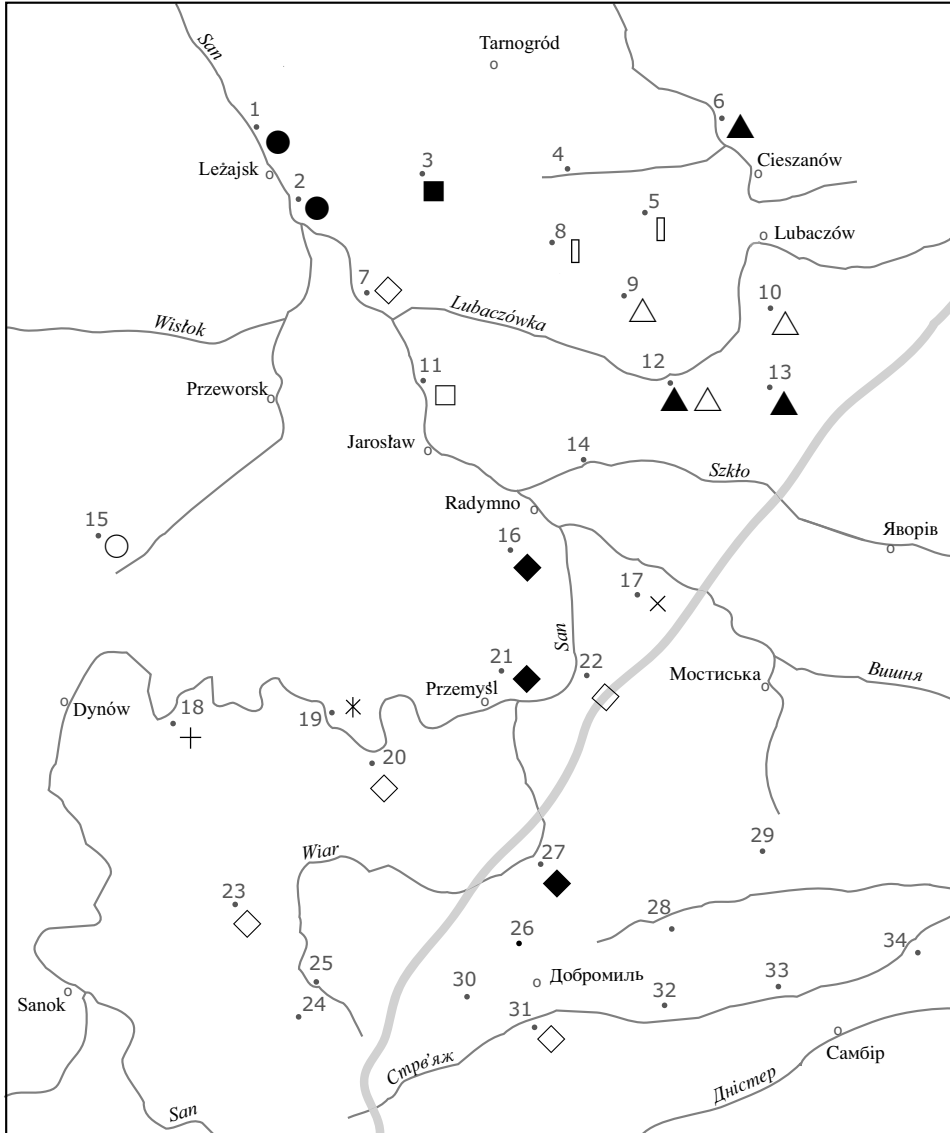 San
Tarnogród
1
6
Leżajsk
3
4
Cieszanów
2
5
8
Lubaczów
7
9
10
Lubaczówka
Wisłok
11
12
13
Przeworsk
Jarosław
14
Szkło
Radymno
15
16
Яворів
17
San
21
22
Przemyśl
Мостиська
Вишня
Dynów
18
19
20
Wiar
27
29
23
28
26
34
25
30
Добромиль
33
Sanok
24
31
32
Стрв'яж
Самбір
Дністер
San